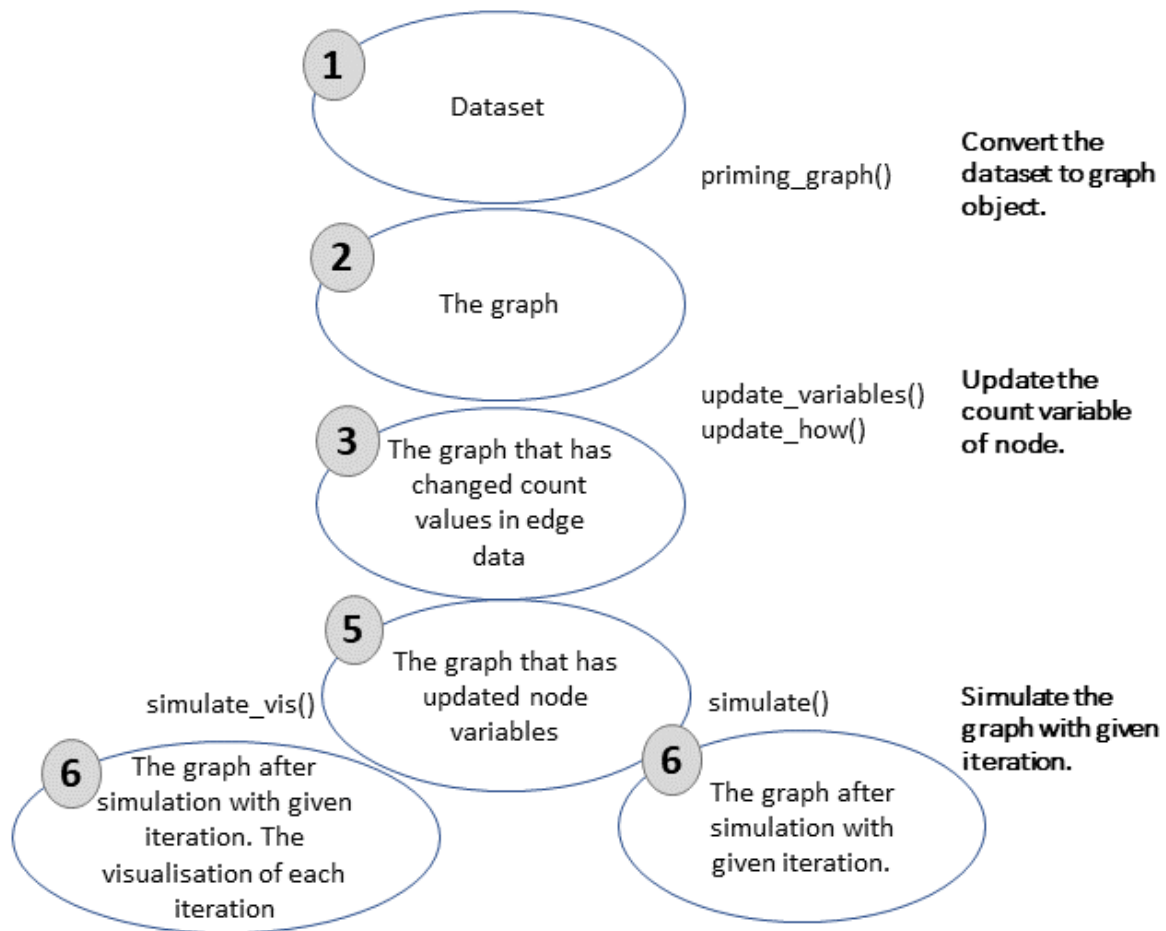 1
Dataset
priming_graph()
Convert the
dataset to graph
object.
2
The graph
update_variables()
update_how()
Update the
count variable
of node.
3
The graph that has
changed count
values in edge
data
5
The graph that has
updated node
variables
simulate_vis()
simulate()
Simulate the
graph with given
iteration.
6
The graph after
simulation with given
iteration. The
visualisation of each
iteration
6
The graph after
simulation with
given iteration.